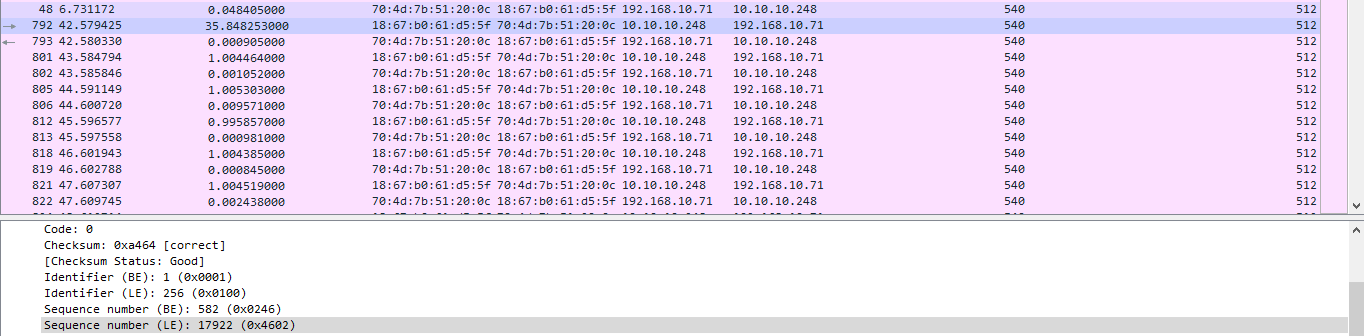 48 6.731172 0.048405000 70:4d:7b:51:20:0c 18:67:b0:61:d5:5f 192.168.10.71 10.10.10.248 540 512
792 42.579425 35.848253000 18:67:b0:61:d5:5f 70:4d:7b:51:20:0c 10.10.10.248 192.168.10.71 540 512
793 42.580330 0.000905000 70:4d:7b:51:20:0c 18:67:b0:61:d5:5f 192.168.10.71 10.10.10.248 540 512
801 43.584794 1.004464000 18:67:b0:61:d5:5f 70:4d:7b:51:20:0c 10.10.10.248 192.168.10.71 540 512
802 43.585846 0.001052000 70:4d:7b:51:20:0c 18:67:b0:61:d5:5f 192.168.10.71 10.10.10.248 540 512
805 44.591149 1.005303000 18:67:b0:61:d5:5f 70:4d:7b:51:20:0c 10.10.10.248 192.168.10.71 540 512
806 44.600720 0.009571000 70:4d:7b:51:20:0c 18:67:b0:61:d5:5f 192.168.10.71 10.10.10.248 540 512
812 45.596577 0.995857000 18:67:b0:61:d5:5f 70:4d:7b:51:20:0c 10.10.10.248 192.168.10.71 540 512
813 45.597558 0.000981000 70:4d:7b:51:20:0c 18:67:b0:61:d5:5f 192.168.10.71 10.10.10.248 540 512
818 46.601943 1.004385000 18:67:b0:61:d5:5f 70:4d:7b:51:20:0c 10.10.10.248 192.168.10.71 540 512
819 46.602788 0.000845000 70:4d:7b:51:20:0c 18:67:b0:61:d5:5f 192.168.10.71 10.10.10.248 540 512
821 47.607307 1.004519000 18:67:b0:61:d5:5f 70:4d:7b:51:20:0c 10.10.10.248 192.168.10.71 540 512
822 47.609745 0.002438000 70:4d:7b:51:20:0c 18:67:b0:61:d5:5f 192.168.10.71 10.10.10.248 540 512
Code: 0
Checksum: 0xa464 [correct]
[Checksum Status: Good]
Identifier (BE): 1 (0x0001)
Identifier (LE): 256 (0x0100)
Sequence number (BE): 582 (0x0246)
Sequence number (LE): 17922 (0x4602)